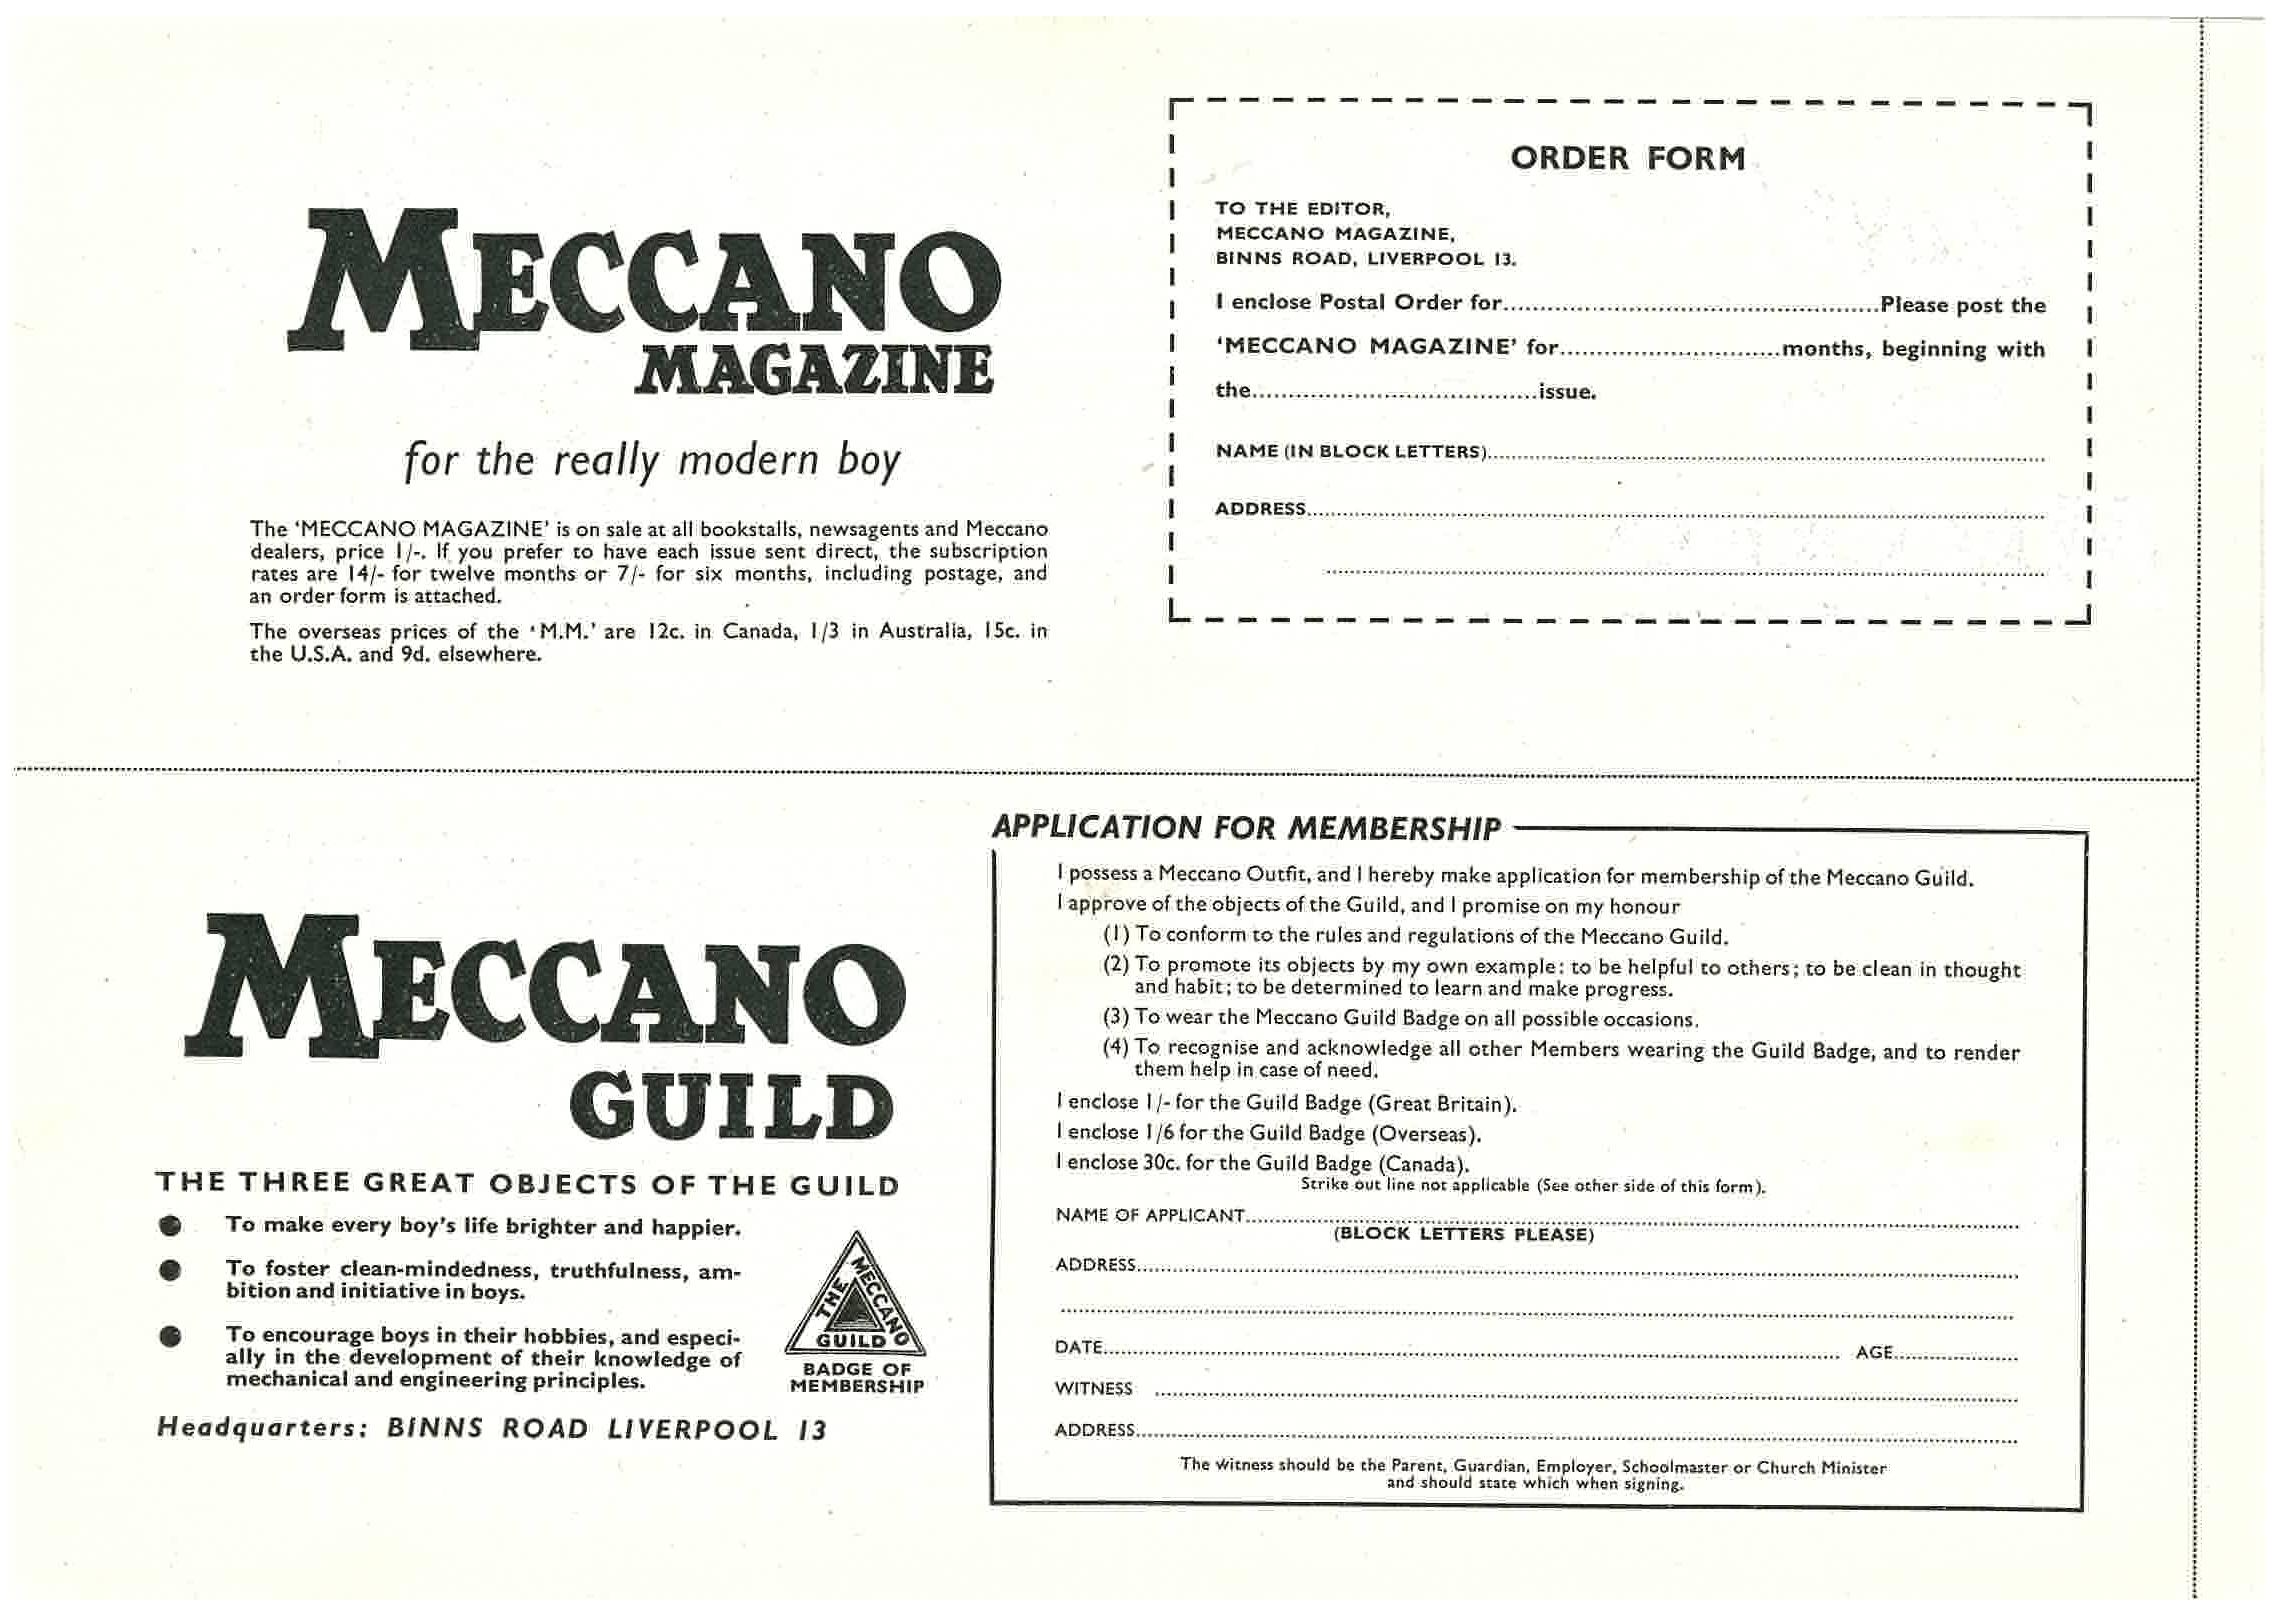 MECCANO
MAGAZINE
for the really modern boy
The ‘MECCANO MAGAZINE’ is on sale at all bookstalls, newsagents and Meccano
dealers, price 1/-. If you prefer to have each issue sent direct, the subscription
rates are 14/- for twelve months or 7/- for six months, including postage, and
an order form is attached.
The overseas prices of the ‘M.M.’ are 12c. in Canada, 1/3 in Australia, 15c. in
the U.S.A. and 9d. elsewhere.
ORDER FORM
TO THE EDITOR,
MECCANO MAGAZINE,
BINNS ROAD, LIVERPOOL 13.
I enclose Postal Order for..................Please post the
‘MECCANO MAGAZINE’ for..................months, beginning with
the..................issue.
NAME (IN BLOCK LETTERS)..................
ADDRESS..................
MECCANO
GUILD
THE THREE GREAT OBJECTS OF THE GUILD
● To make every boy's life brighter and happier.
● To foster clean-mindedness, truthfulness, am-
bition and initiative in boys.
● To encourage boys in their hobbies, and especi-
ally in the development of their knowledge of
mechanical and engineering principles.
THE MECCANO GUILD
BADGE OF
MEMBERSHIP
Headquarters: BINNS ROAD LIVERPOOL 13
APPLICATION FOR MEMBERSHIP
I possess a Meccano Outfit, and I hereby make application for membership of the Meccano Guild.
I approve of the objects of the Guild, and I promise on my honour
(1) To conform to the rules and regulations of the Meccano Guild.
(2) To promote its objects by my own example: to be helpful to others; to be clean in thought
and habit; to be determined to learn and make progress.
(3) To wear the Meccano Guild Badge on all possible occasions.
(4) To recognise and acknowledge all other Members wearing the Guild Badge, and to render
them help in case of need.
I enclose 1/- for the Guild Badge (Great Britain).
I enclose 1/6 for the Guild Badge (Overseas).
I enclose 30c. for the Guild Badge (Canada).
Strike out line not applicable (See other side of this form).
NAME OF APPLICANT..................
(BLOCK LETTERS PLEASE)
ADDRESS..................
DATE.................. AGE..................
WITNESS ..................
ADDRESS..................
The Witness should be the Parent, Guardian, Employer, Schoolmaster or Church Minister
and should state which when signing.